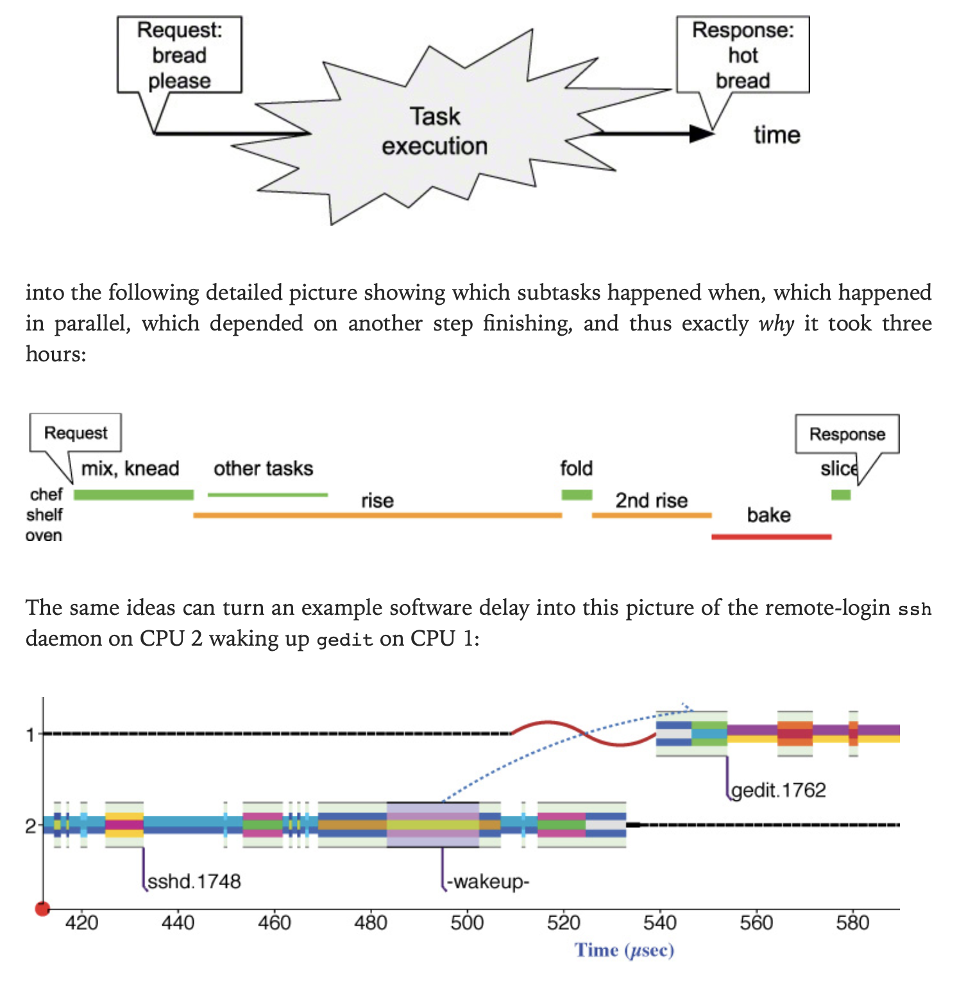 Request:
bread
please
Response:
hot
bread
Task
execution
time
into the following detailed picture showing which subtasks happened when, which happened
in parallel, which depended on another step finishing, and thus exactly why it took three
hours:
Request
Response
mix, knead
other tasks
fold
slice
chef
rise
2nd rise
shelf
bake
oven
The same ideas can turn an example software delay into this picture of the remote-login ssh
daemon on CPU 2 waking up gedit on CPU 1:
1
gedit.1762
2
sshd.1748
-wakeup-
420 440 460 480 500 520 540 560 580
Time (μsec)